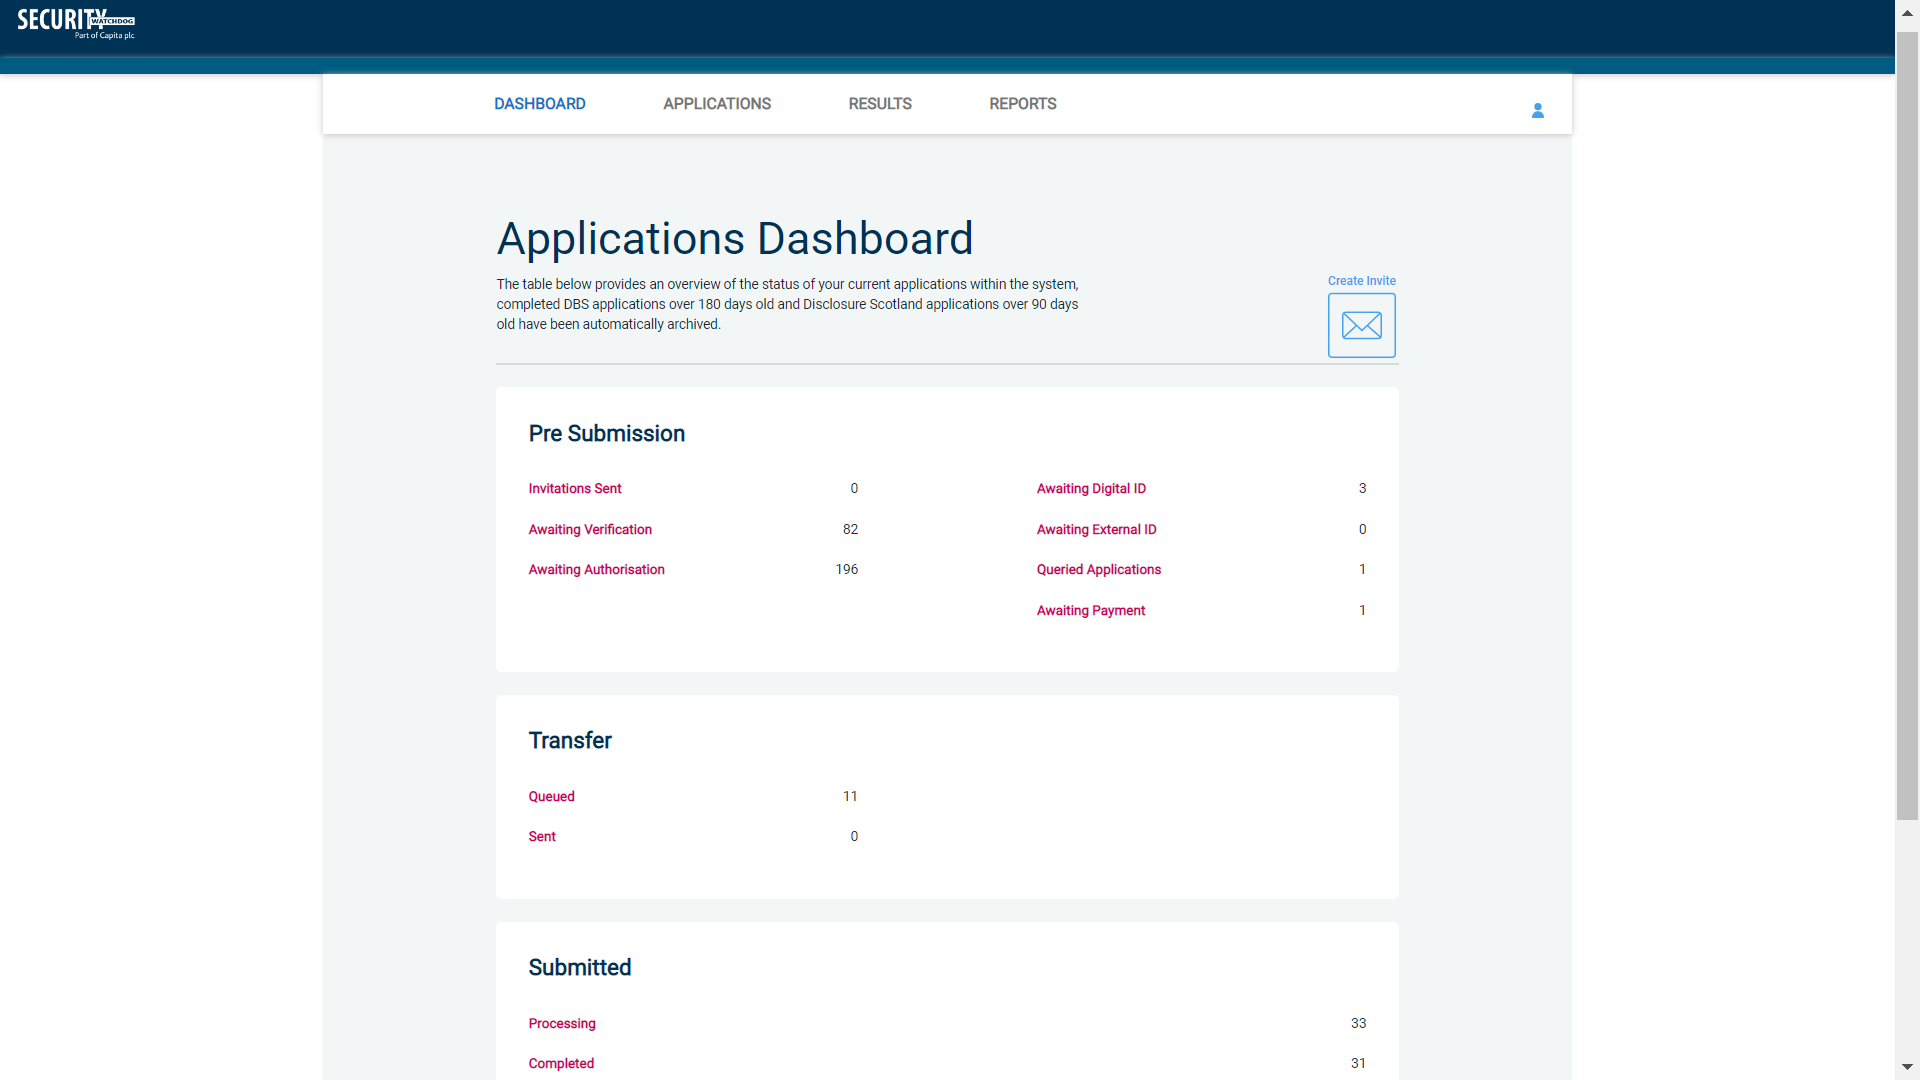 SECURITY
WATCHDOG
Part of Capita plc
DASHBOARD APPLICATIONS RESULTS REPORTS
Applications Dashboard
The table below provides an overview of the status of your current applications within the system,
completed DBS applications over 180 days old and Disclosure Scotland applications over 90 days
old have been automatically archived.
Create Invite
Pre Submission
Invitations Sent 0
Awaiting Verification 82
Awaiting Authorisation 196
Awaiting Digital ID 3
Awaiting External ID 0
Queried Applications 1
Awaiting Payment 1
Transfer
Queued 11
Sent 0
Submitted
Processing 33
Completed 31